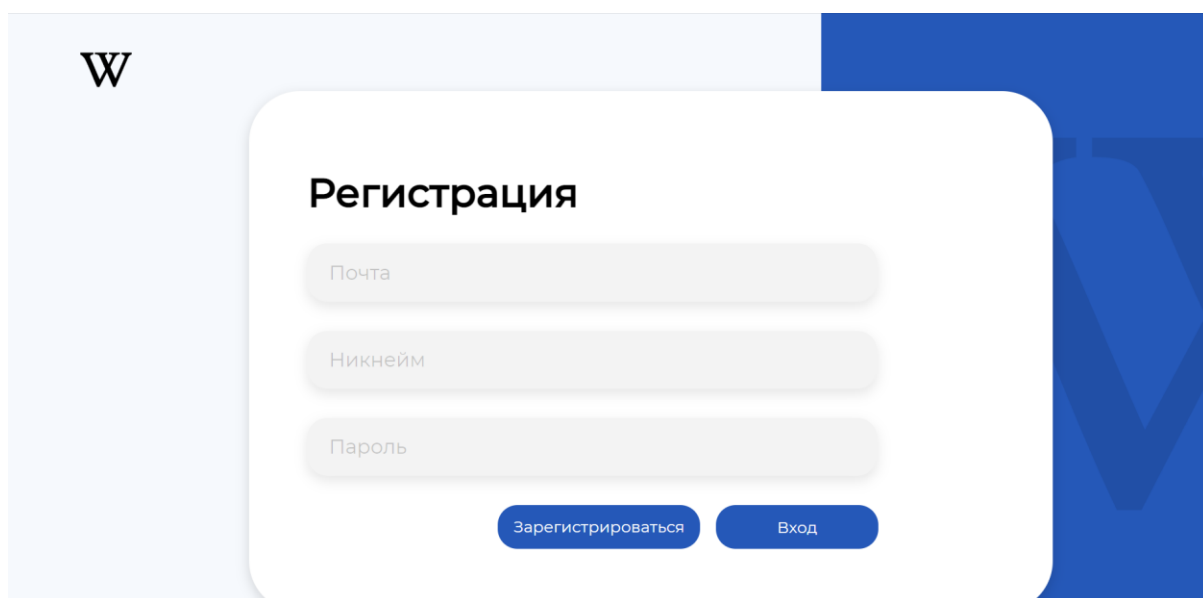 W
Регистрация
Почта
Никнейм
Пароль
Зарегистрироваться Вход
W